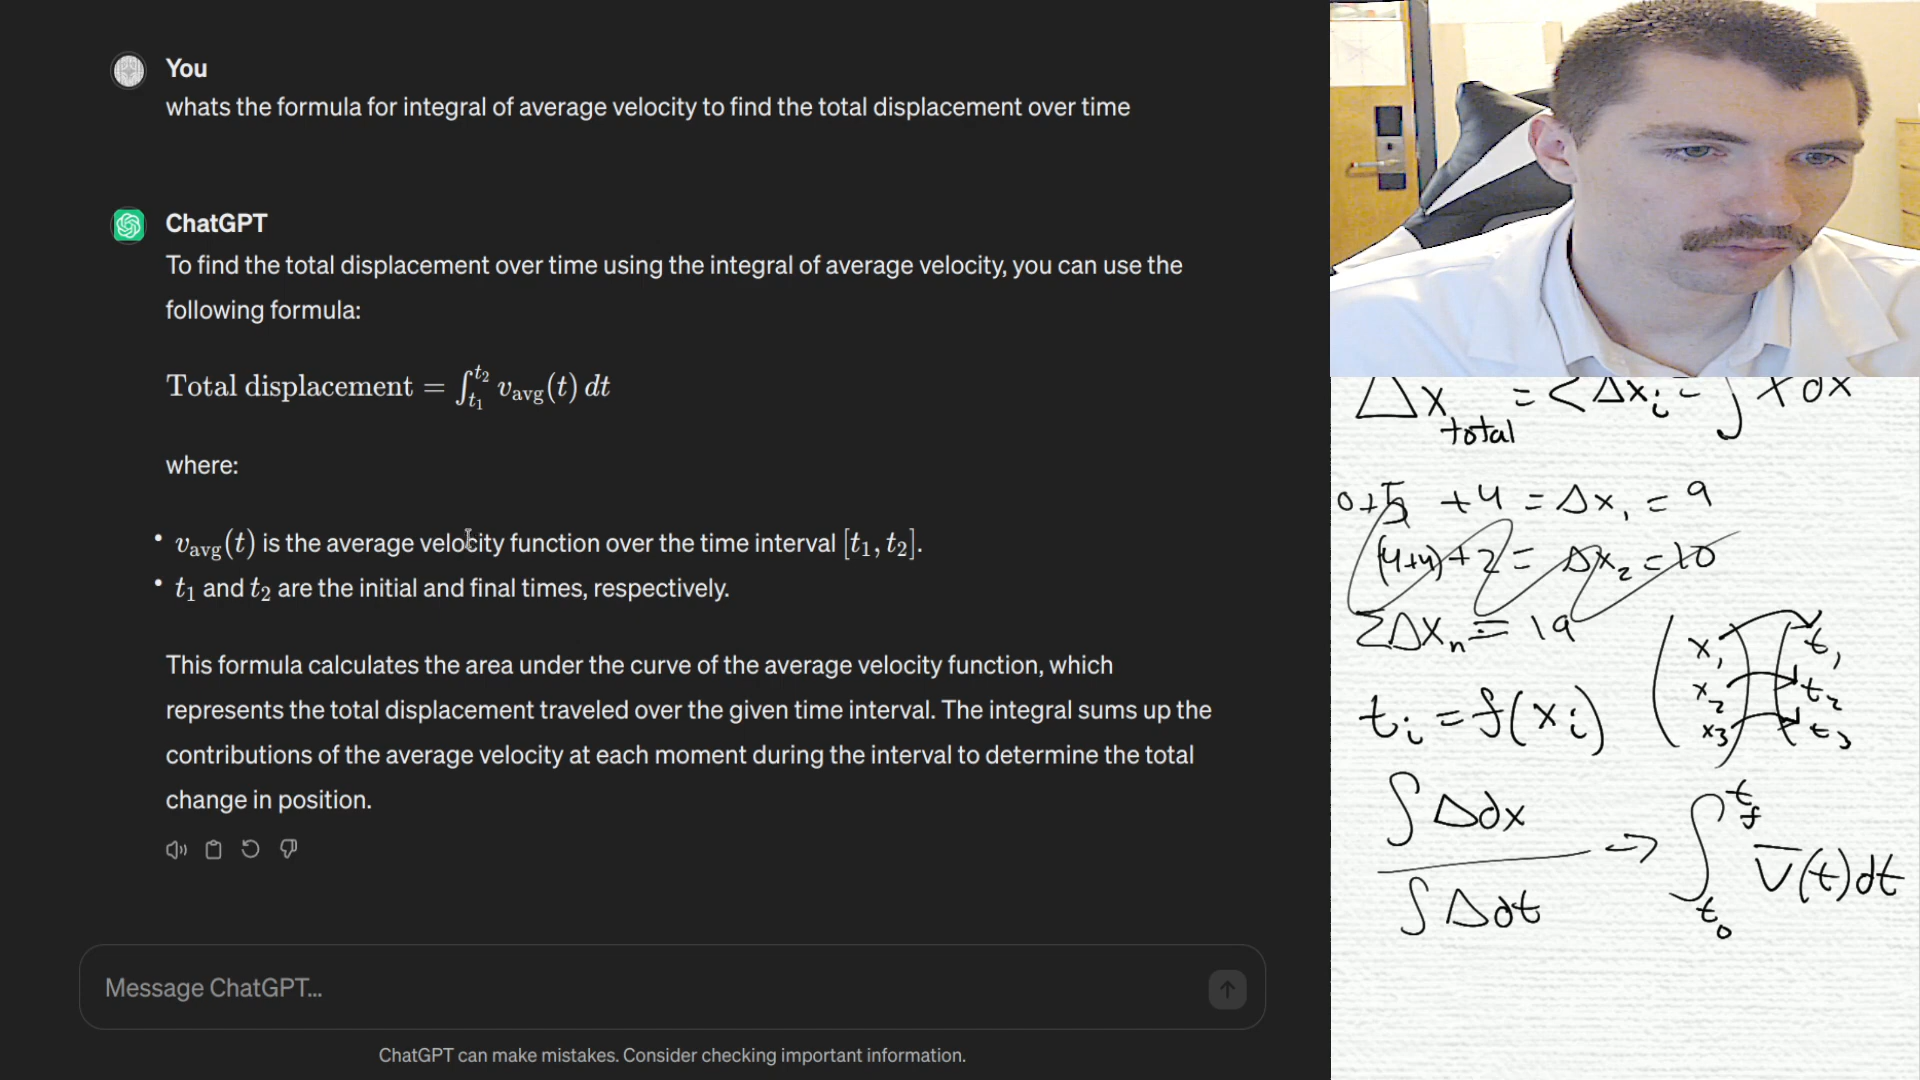 You
whats the formula for integral of average velocity to find the total displacement over time
ChatGPT
To find the total displacement over time using the integral of average velocity, you can use the
following formula:
Total displacement = ∫_{t₁}^{t₂} v_avg(t) dt
where:
• v_avg(t) is the average velocity function over the time interval [t₁, t₂].
• t₁ and t₂ are the initial and final times, respectively.
This formula calculates the area under the curve of the average velocity function, which
represents the total displacement traveled over the given time interval. The integral sums up the
contributions of the average velocity at each moment during the interval to determine the total
change in position.
Message ChatGPT...
ChatGPT can make mistakes. Consider checking important information.
Δx_total = ΣΔx_i = ∫ x dx
0+5 +4 = Δx₁ = 9
(4+4)+2 = Δx₂ = 10
ΣΔx_n = 19
x₁ t₁
x₂ t₂
x₃ t₃
t_i = f(x_i)
∫Δdx
∫Δdt
→ ∫_{t₀}^{t_f} v̅(t)dt